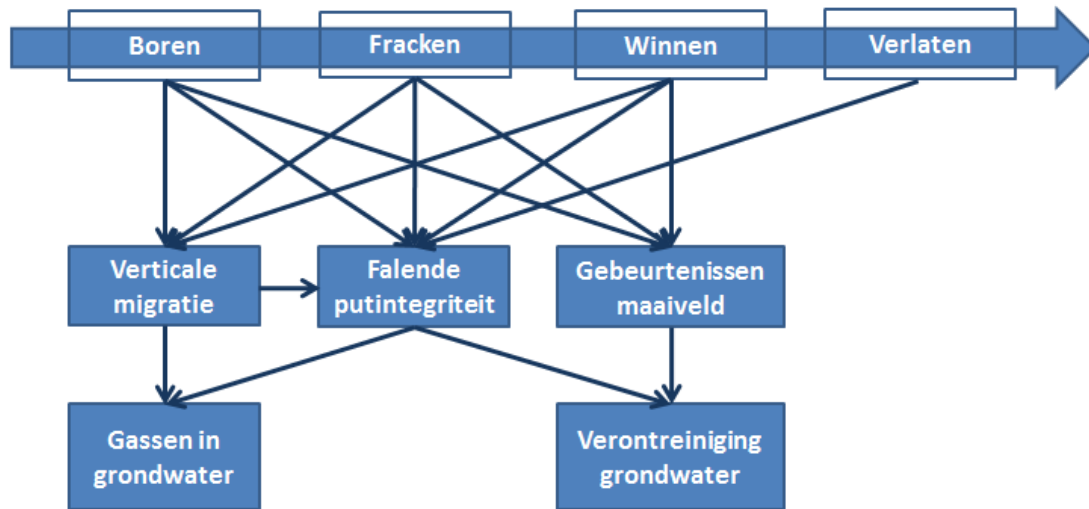 Boren
Fracken
Winnen
Verlaten
Verticale
migratie
Falende
putintegriteit
Gebeurtenissen
maaiveld
Gassen in
grondwater
Verontreiniging
grondwater